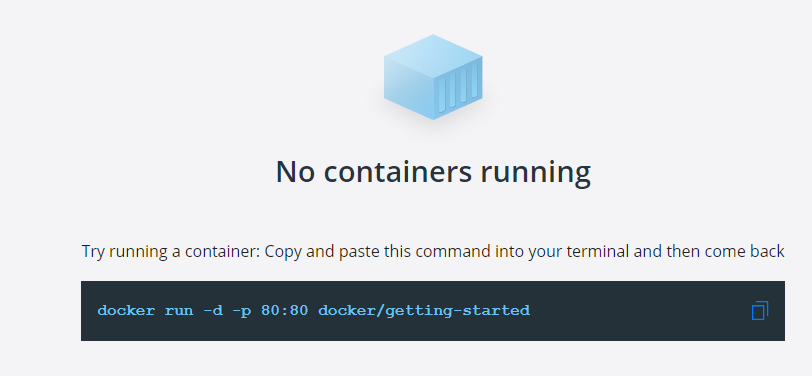 No containers running
Try running a container: Copy and paste this command into your terminal and then come back
docker run -d -p 80:80 docker/getting-started